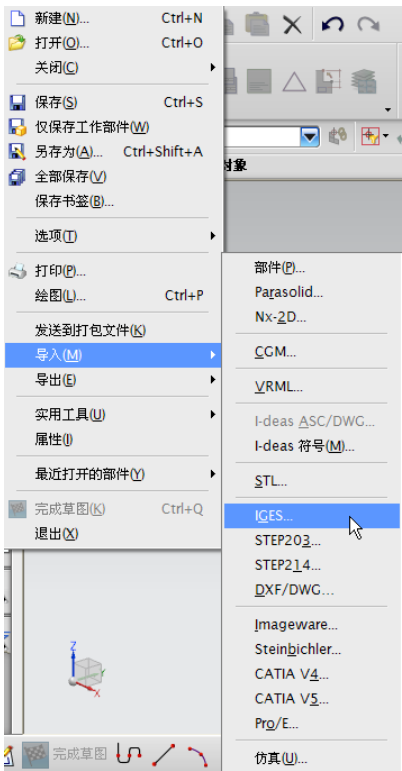 新建(N)... Ctrl+N
打开(O)... Ctrl+O
关闭(C)
保存(S) Ctrl+S
仅保存工作部件(W)
另存为(A)... Ctrl+Shift+A
全部保存(V)
保存书签(B)...
选项(T)
打印(P)...
绘图(L)... Ctrl+P
发送到打包文件(K)
导入(M)
导出(E)
实用工具(U)
属性(I)
最近打开的部件(Y)
完成草图(K) Ctrl+Q
退出(X)
对象
部件(P)...
Parasolid...
Nx-2D...
CGM...
VRML...
I-deas ASC/DWG...
I-deas 符号(M)...
STL...
IGES...
STEP203...
STEP214...
DXF/DWG...
Imageware...
Steinbichler...
CATIA V4...
CATIA V5...
Pro/E...
仿真(U)...
Z
Y
X
完成草图